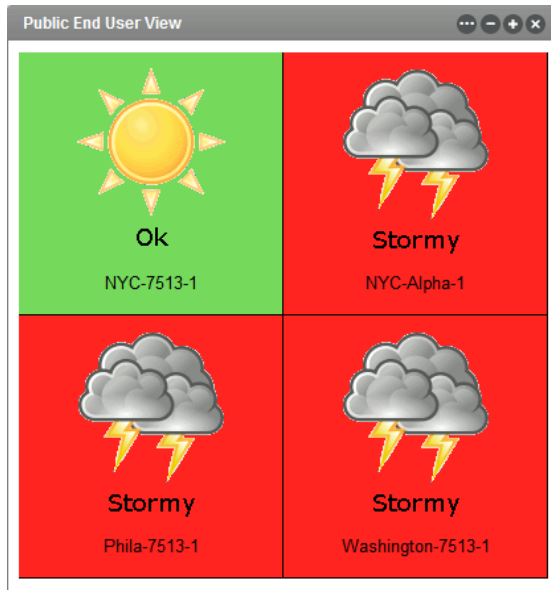 Public End User View
Ok
NYC-7513-1
Stormy
NYC-Alpha-1
Stormy
Phila-7513-1
Stormy
Washington-7513-1